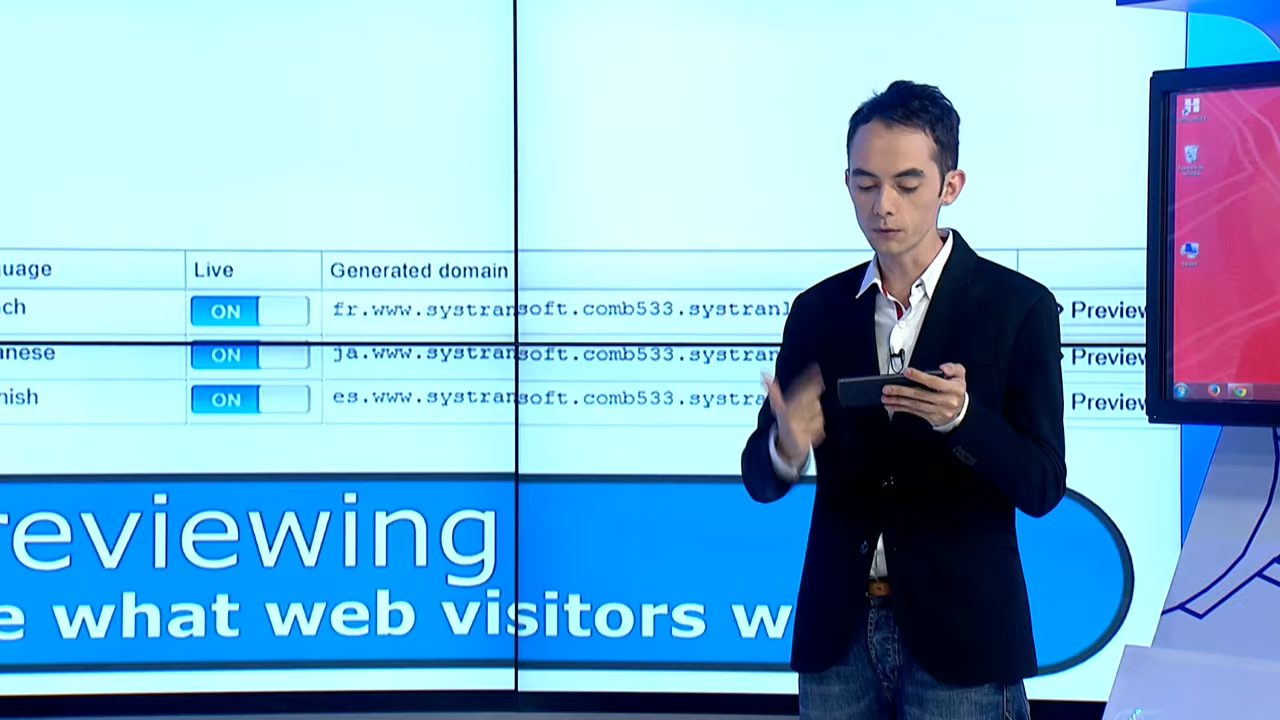 uage Live Generated domain
ch ON fr.www.systransoft.comb533.systranl Preview
anese ON ja.www.systransoft.comb533.systran Preview
nish ON es.www.systransoft.comb533.systra Preview
reviewing
e what web visitors w